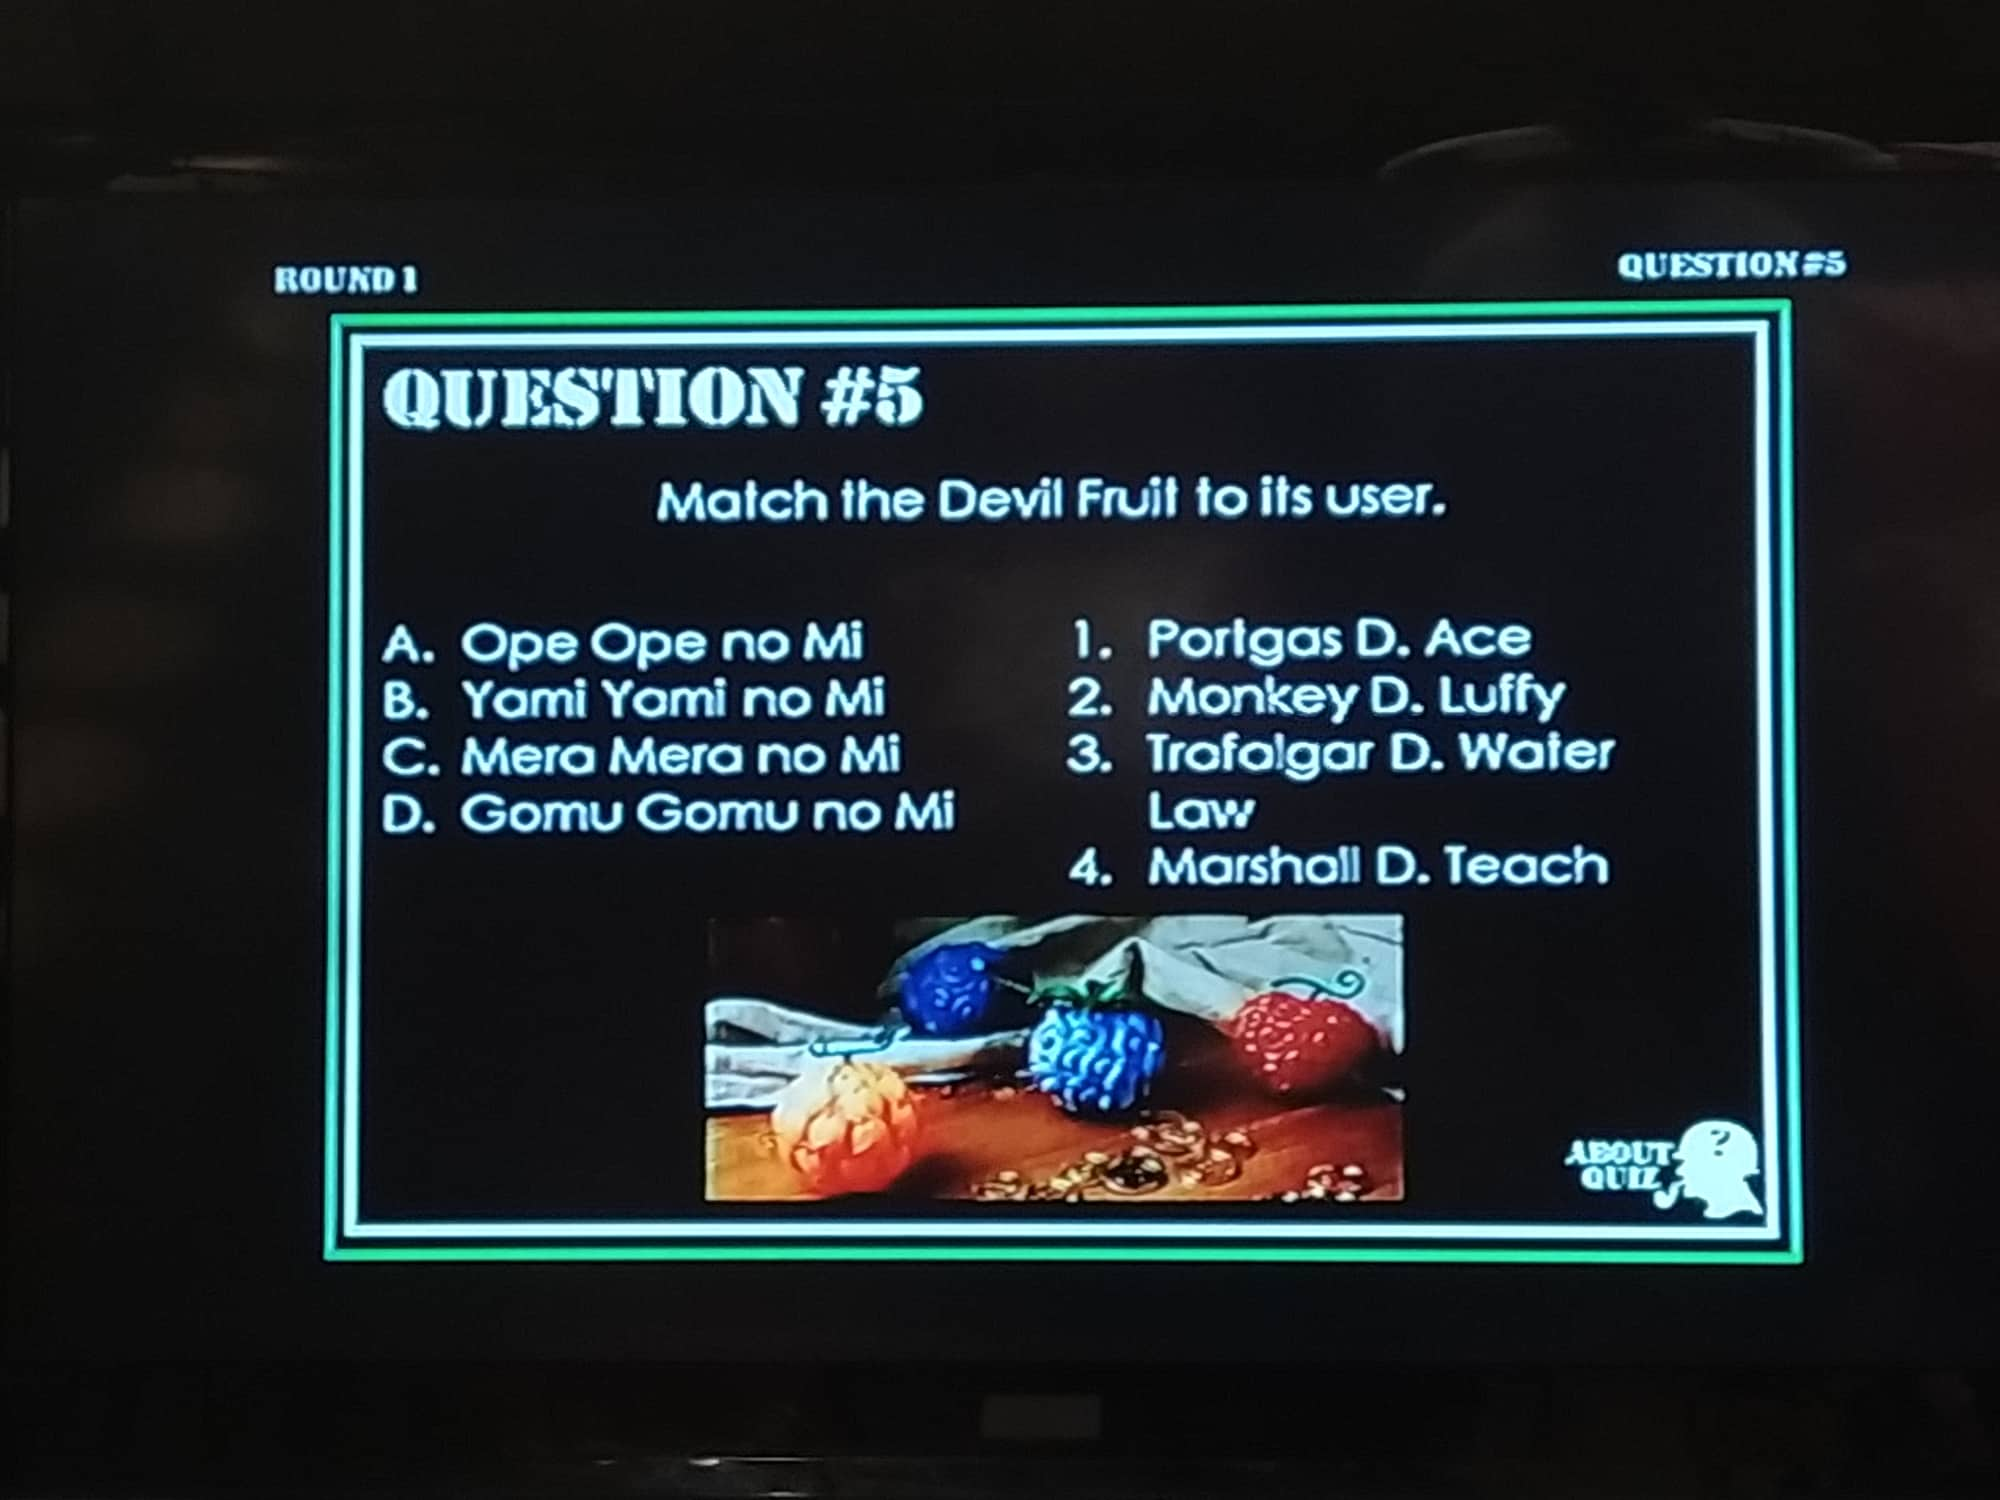 ROUND 1
QUESTION #5
QUESTION #5
Match the Devil Fruit to its user.
A. Ope Ope no Mi
B. Yami Yami no Mi
C. Mera Mera no Mi
D. Gomu Gomu no Mi
1. Portgas D. Ace
2. Monkey D. Luffy
3. Trafalgar D. Water
Law
4. Marshall D. Teach
ABOUT
QUIZ
?